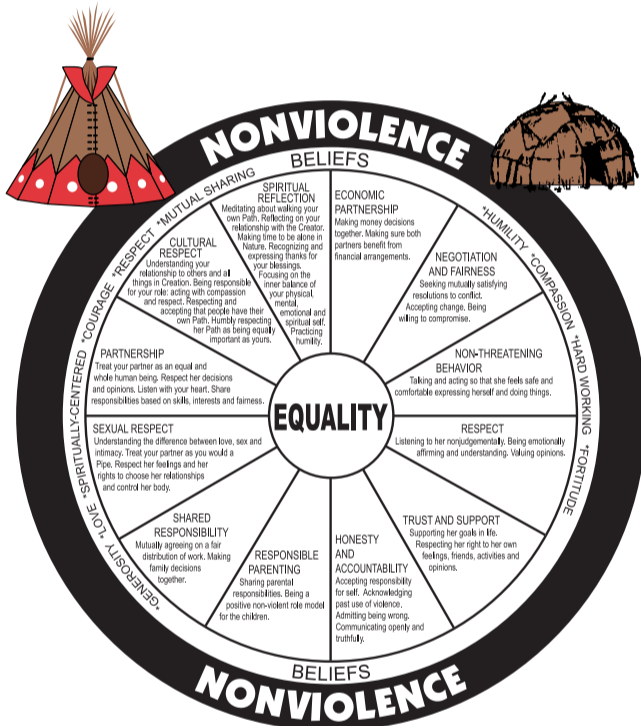 NONVIOLENCE
BELIEFS
*GENEROSITY *LOVE *SPIRITUALLY-CENTERED *COURAGE *RESPECT *MUTUAL SHARING
*HUMILITY *COMPASSION *HARD WORKING *FORTITUDE
SPIRITUAL
REFLECTION
Meditating about walking your
own Path. Reflecting on your
relationship with the Creator.
Making time to be alone in
Nature. Recognizing and
expressing thanks for
your blessings.
Focusing on the
inner balance of
your physical,
mental,
emotional and
spiritual self.
Practicing
humility.
ECONOMIC
PARTNERSHIP
Making money decisions
together. Making sure both
partners benefit from
financial arrangements.
NEGOTIATION
AND FAIRNESS
Seeking mutually satisfying
resolutions to conflict.
Accepting change. Being
willing to compromise.
NON-THREATENING
BEHAVIOR
Talking and acting so that she feels safe and
comfortable expressing herself and doing things.
RESPECT
Listening to her nonjudgementally. Being emotionally
affirming and understanding. Valuing opinions.
TRUST AND SUPPORT
Supporting her goals in life.
Respecting her right to her own
feelings, friends, activities and
opinions.
HONESTY
AND
ACCOUNTABILITY
Accepting responsibility
for self. Acknowledging
past use of violence.
Admitting being wrong.
Communicating openly and
truthfully.
RESPONSIBLE
PARENTING
Sharing parental
responsibilities. Being a
positive non-violent role model
for the children.
SHARED
RESPONSIBILITY
Mutually agreeing on a fair
distribution of work. Making
family decisions
together.
SEXUAL RESPECT
Understanding the difference between love, sex and
intimacy. Treat your partner as you would a
Pipe. Respect her feelings and her
rights to choose her relationships
and control her body.
PARTNERSHIP
Treat your partner as an equal and
whole human being. Respect her decisions
and opinions. Listen with your heart. Share
responsibilities based on skills, interests and fairness.
CULTURAL
RESPECT
Understanding your
relationship to others and all
things in Creation. Being responsible
for your role: acting with compassion
and respect. Respecting and
accepting that people have their
own Path. Humbly respecting
her Path as being equally
important as yours.
EQUALITY
BELIEFS
NONVIOLENCE